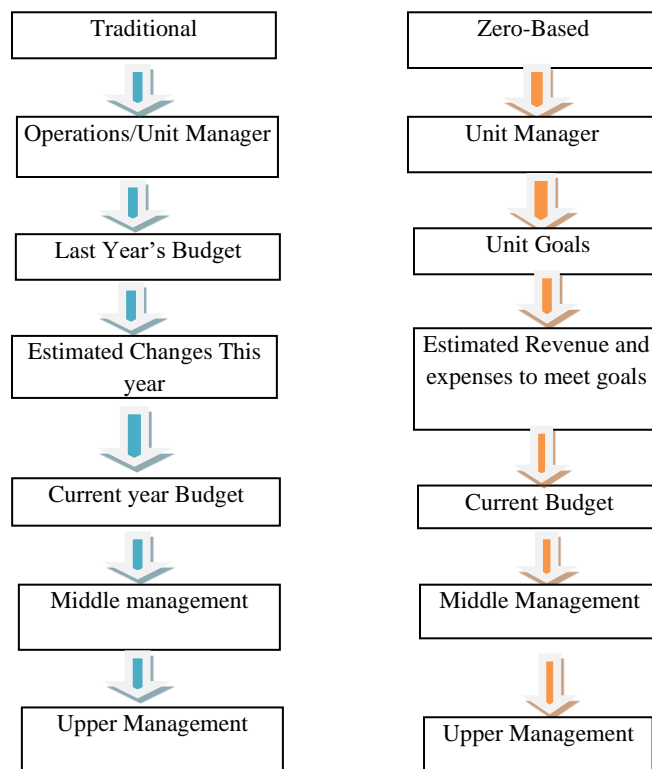 Traditional
Operations/Unit Manager
Last Year’s Budget
Estimated Changes This
year
Current year Budget
Middle management
Upper Management
Zero-Based
Unit Manager
Unit Goals
Estimated Revenue and
expenses to meet goals
Current Budget
Middle Management
Upper Management